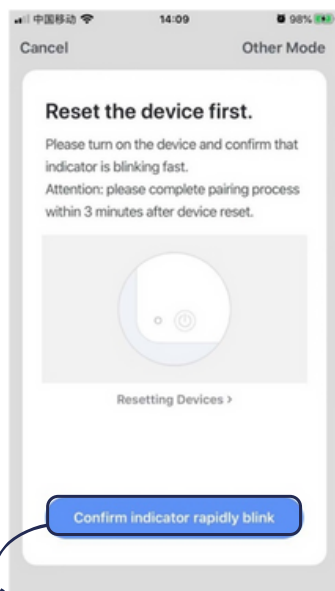 中国移动 14:09 98%
Cancel Other Mode
Reset the device first.
Please turn on the device and confirm that
indicator is blinking fast.
Attention: please complete pairing process
within 3 minutes after device reset.
Resetting Devices >
Confirm indicator rapidly blink